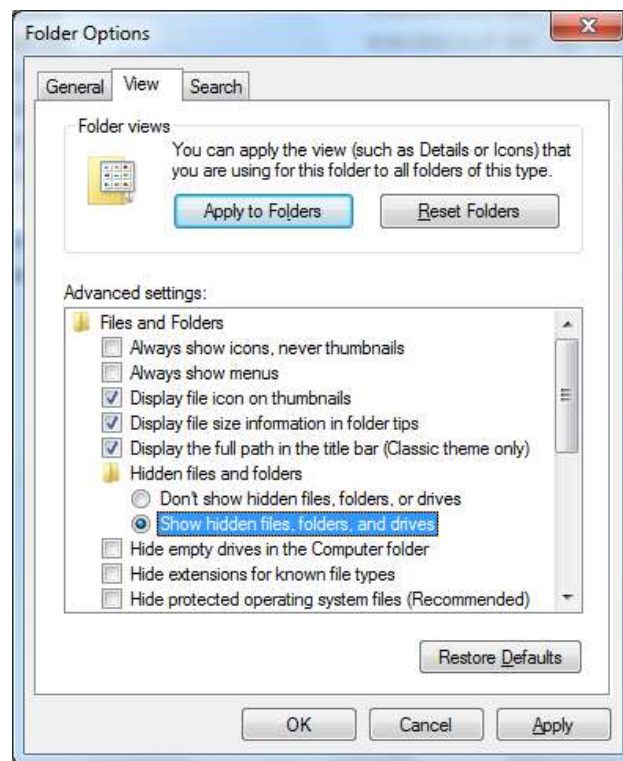 Folder Options
General
View
Search
Folder views
You can apply the view (such as Details or Icons) that
you are using for this folder to all folders of this type.
Apply to Folders
Reset Folders
Advanced settings:
Files and Folders
Always show icons, never thumbnails
Always show menus
Display file icon on thumbnails
Display file size information in folder tips
Display the full path in the title bar (Classic theme only)
Hidden files and folders
Don't show hidden files, folders, or drives
Show hidden files, folders, and drives
Hide empty drives in the Computer folder
Hide extensions for known file types
Hide protected operating system files (Recommended)
Restore Defaults
OK
Cancel
Apply